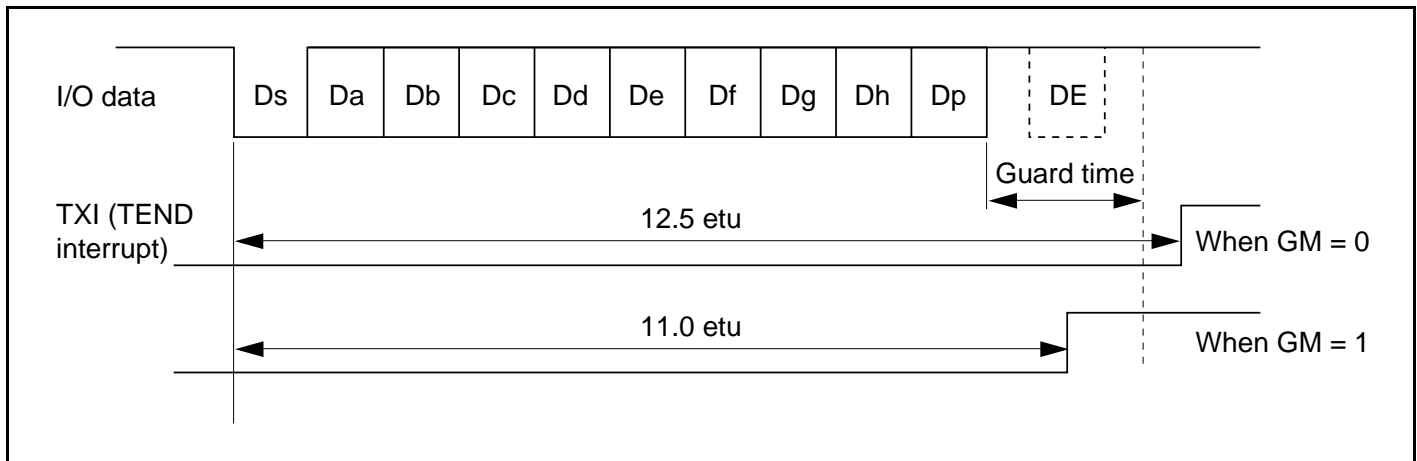 I/O data
Ds Da Db Dc Dd De Df Dg Dh Dp DE
Guard time
TXI (TEND
interrupt)
12.5 etu
When GM = 0
11.0 etu
When GM = 1